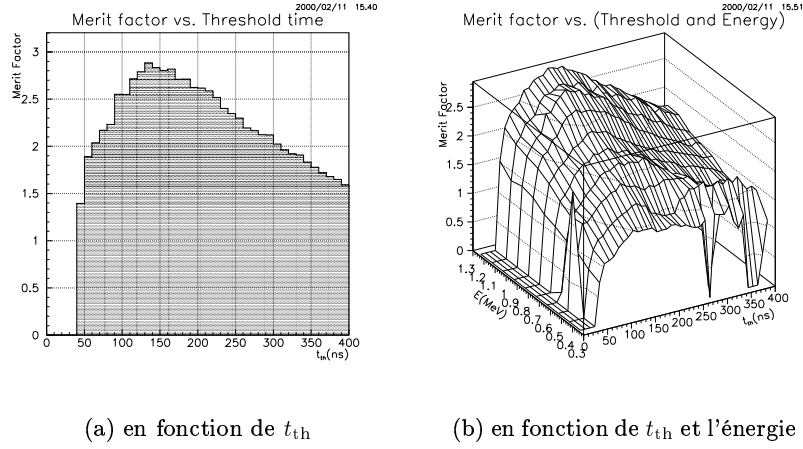 2000/02/11 15.40
Merit factor vs. Threshold time
Merit Factor
3
2.5
2
1.5
1
0.5
0
0 50 100 150 200 250 300 350 400
t_th(ns)
(a) en fonction de t_th
2000/02/11 15.51
Merit factor vs. (Threshold and Energy)
Merit Factor
2.5
2
1.5
1
0.5
0
1.3 1.2 1.1 1 0.9 0.8 0.7 0.6 0.5 0.4 0.3
E(MeV)
0 50 100 150 200 250 300 350 400
t_th(ns)
(b) en fonction de t_th et l'énergie